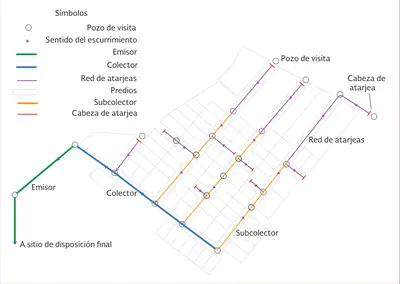 Símbolos
Pozo de visita
Sentido del escurrimiento
Emisor
Colector
Red de atarjeas
Predios
Subcolector
Cabeza de atarjea
Pozo de visita
Cabeza de
atarjea
Red de atarjeas
Colector
Emisor
Subcolector
A sitio de disposición final